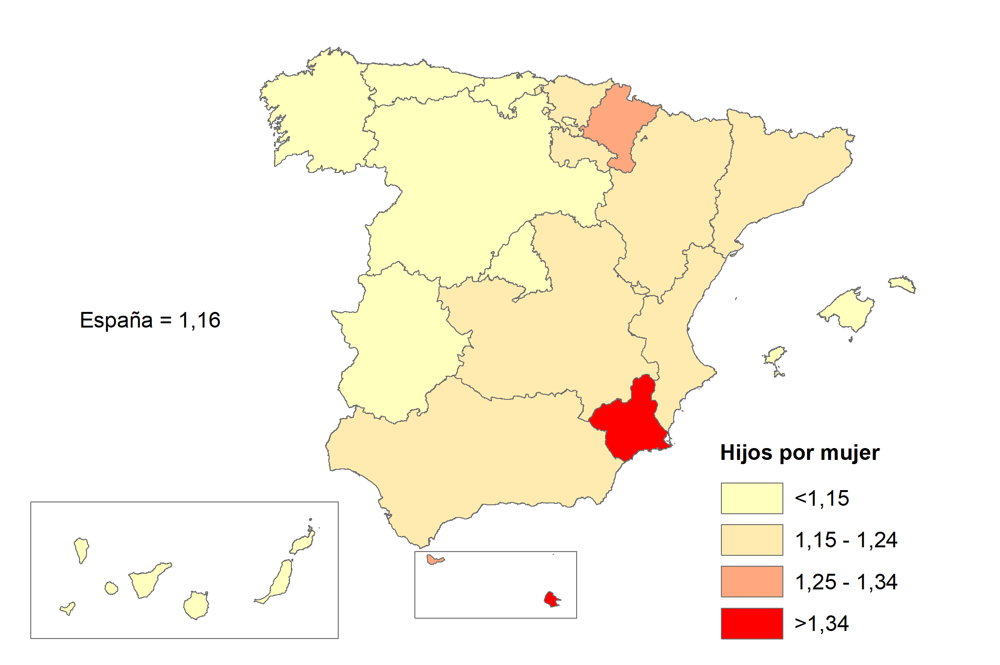 España = 1,16
Hijos por mujer
<1,15
1,15 - 1,24
1,25 - 1,34
>1,34